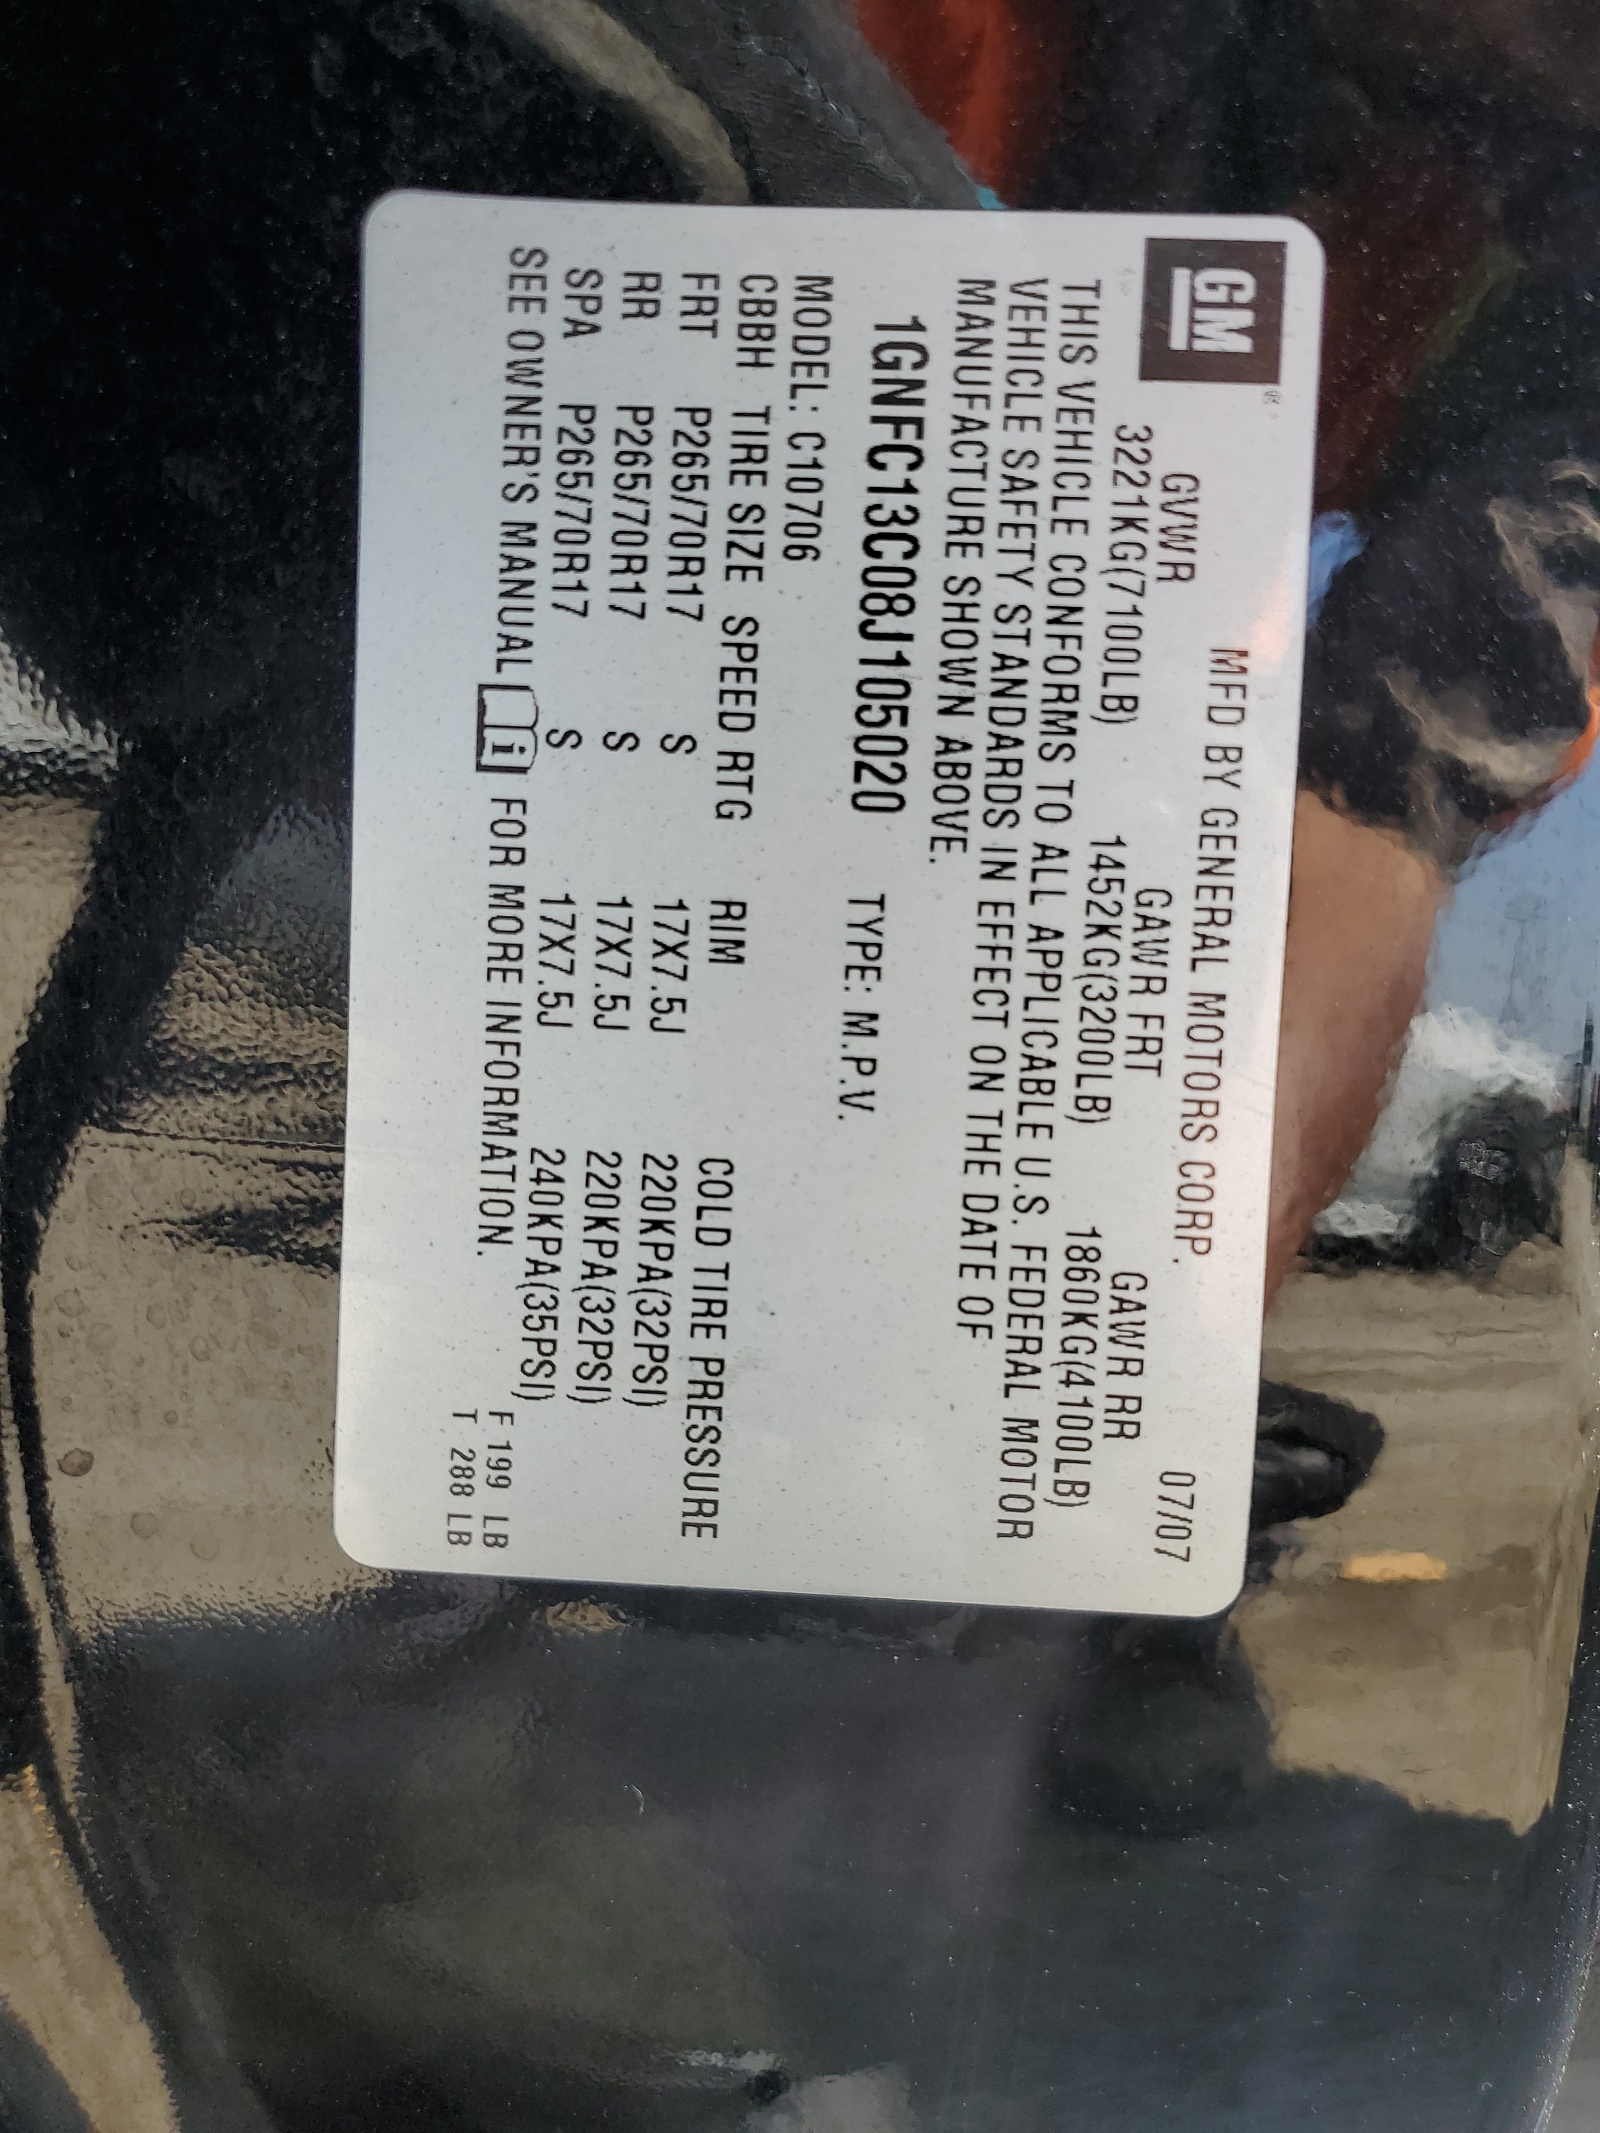 GM
MFD BY GENERAL MOTORS CORP. 07/07
GVWR GAWR FRT GAWR RR
3221KG(7100LB) 1452KG(3200LB) 1860KG(4100LB)
THIS VEHICLE CONFORMS TO ALL APPLICABLE U.S. FEDERAL MOTOR
VEHICLE SAFETY STANDARDS IN EFFECT ON THE DATE OF
MANUFACTURE SHOWN ABOVE.
1GNFC13C08J105020 TYPE: M.P.V.
MODEL: C10706
CBBH TIRE SIZE SPEED RTG RIM COLD TIRE PRESSURE
FRT P265/70R17 S 17X7.5J 220KPA(32PSI)
RR P265/70R17 S 17X7.5J 220KPA(32PSI)
SPA P265/70R17 S 17X7.5J 240KPA(35PSI)
SEE OWNER'S MANUAL i FOR MORE INFORMATION.
F 199 LB
T 288 LB